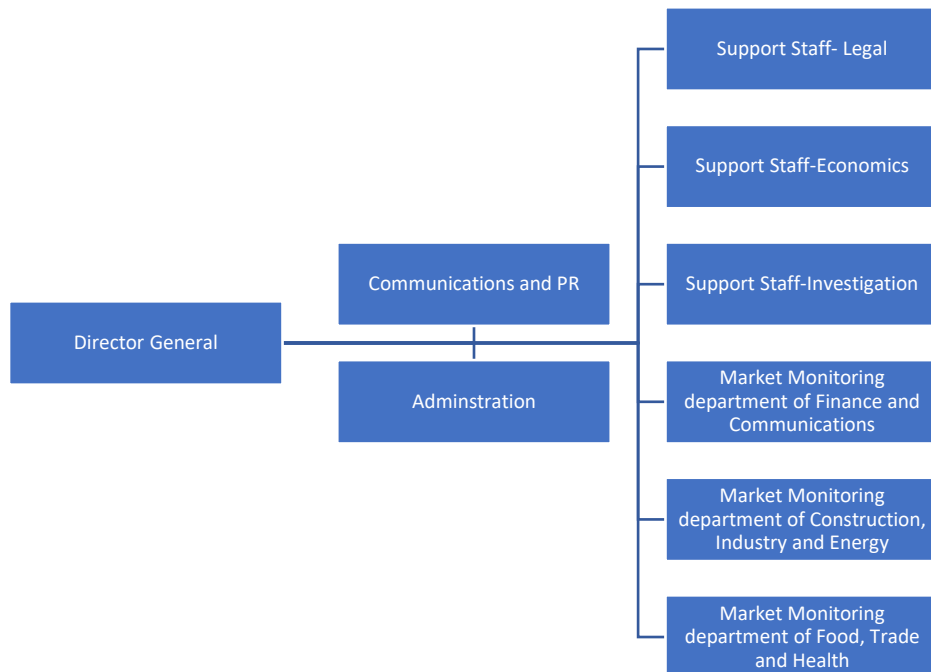 Support Staff- Legal
Support Staff-Economics
Communications and PR
Support Staff-Investigation
Director General
Adminstration
Market Monitoring
department of Finance and
Communications
Market Monitoring
department of Construction,
Industry and Energy
Market Monitoring
department of Food, Trade
and Health